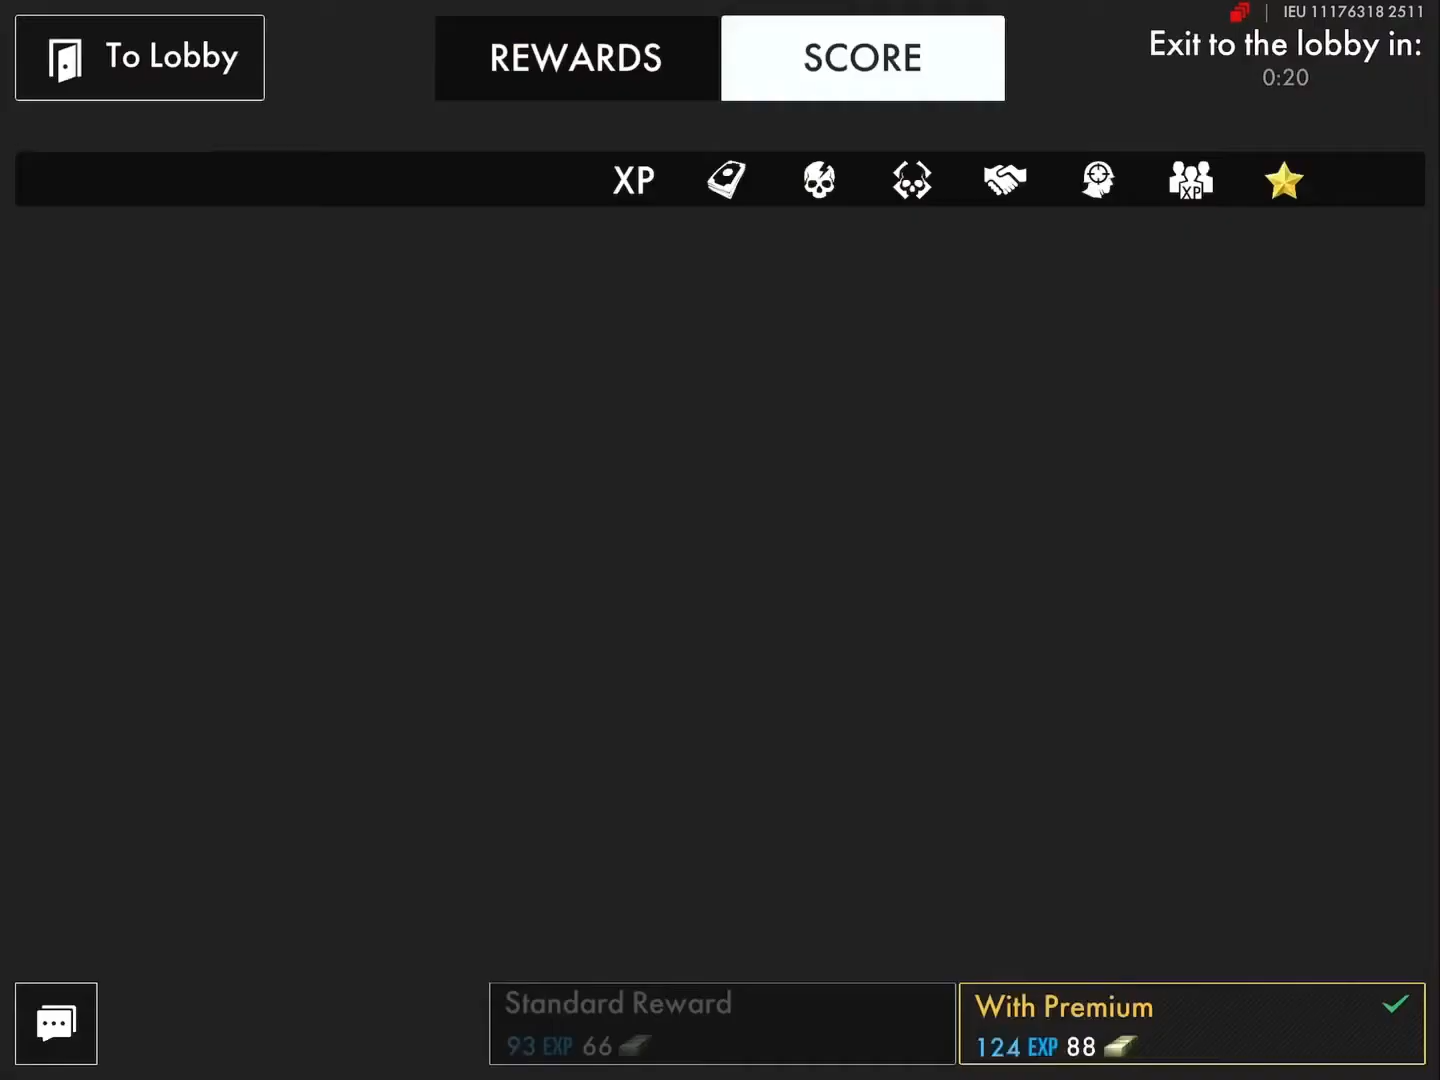 IEU 11176318 2511
To Lobby
REWARDS
SCORE
Exit to the lobby in:
0:20
XP
XP
Standard Reward
93 EXP 66
With Premium
124 EXP 88